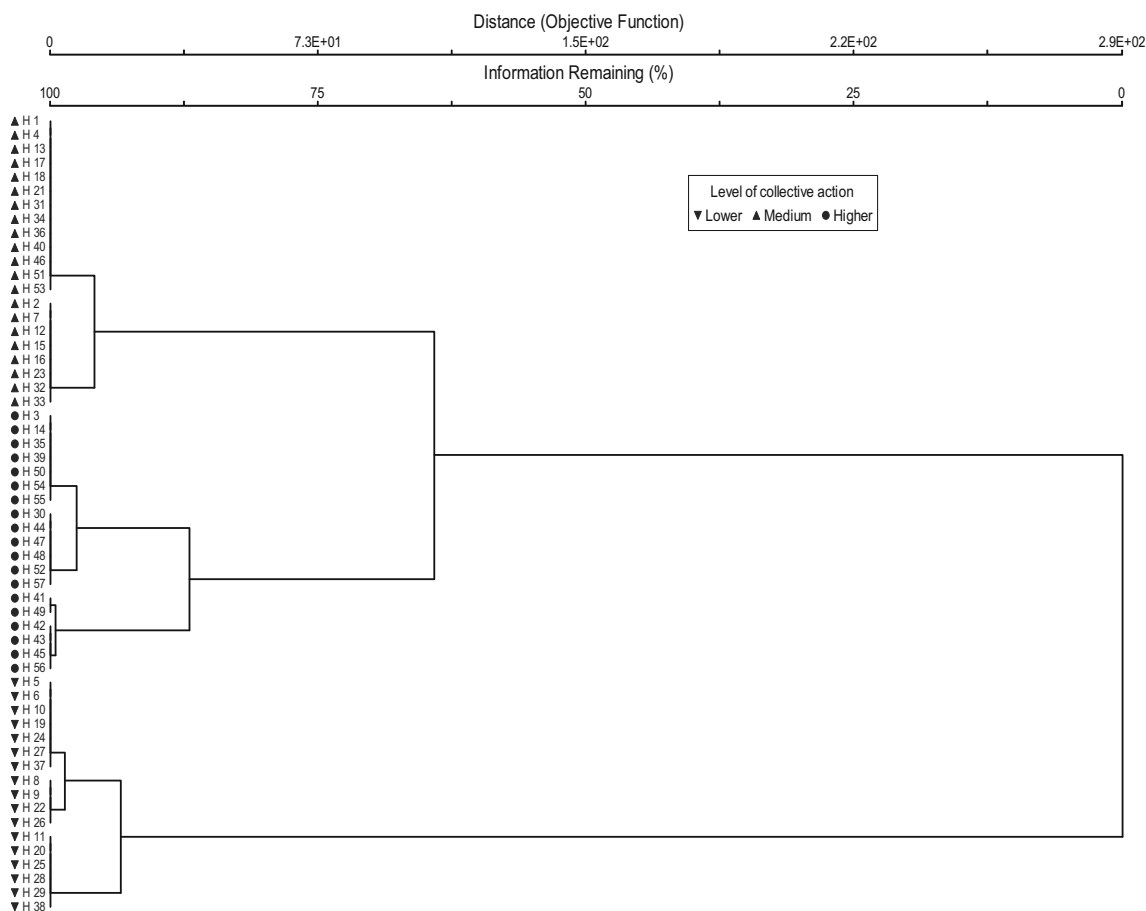 Distance (Objective Function)
0 7.3E+01 1.5E+02 2.2E+02 2.9E+02
Information Remaining (%)
100 75 50 25 0
H 1
H 4
H 13
H 17
H 18
H 21
H 31
H 34
H 36
H 40
H 46
H 51
H 53
H 2
H 7
H 12
H 15
H 16
H 23
H 32
H 33
H 3
H 14
H 35
H 39
H 50
H 54
H 55
H 30
H 44
H 47
H 48
H 52
H 57
H 41
H 49
H 42
H 43
H 45
H 56
H 5
H 6
H 10
H 19
H 24
H 27
H 37
H 8
H 9
H 22
H 26
H 11
H 20
H 25
H 28
H 29
H 38
Level of collective action
Lower Medium Higher